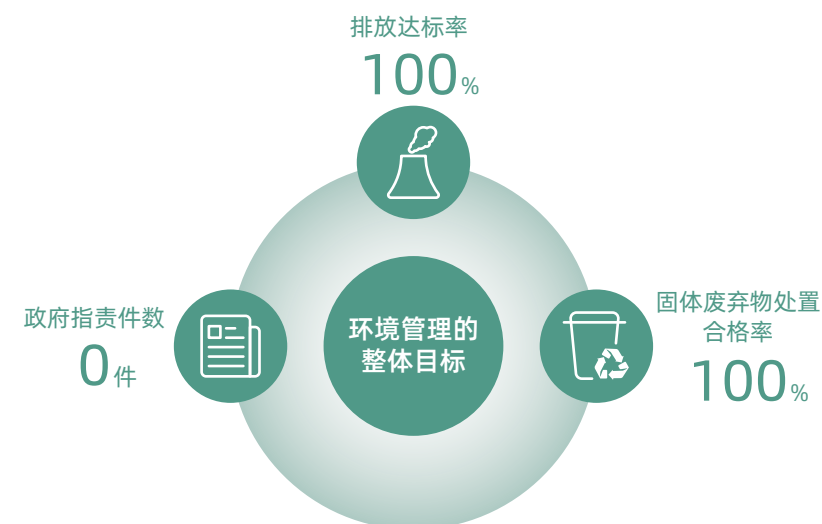 排放达标率
100%
政府指责件数
0件
环境管理的
整体目标
固体废弃物处置
合格率
100%